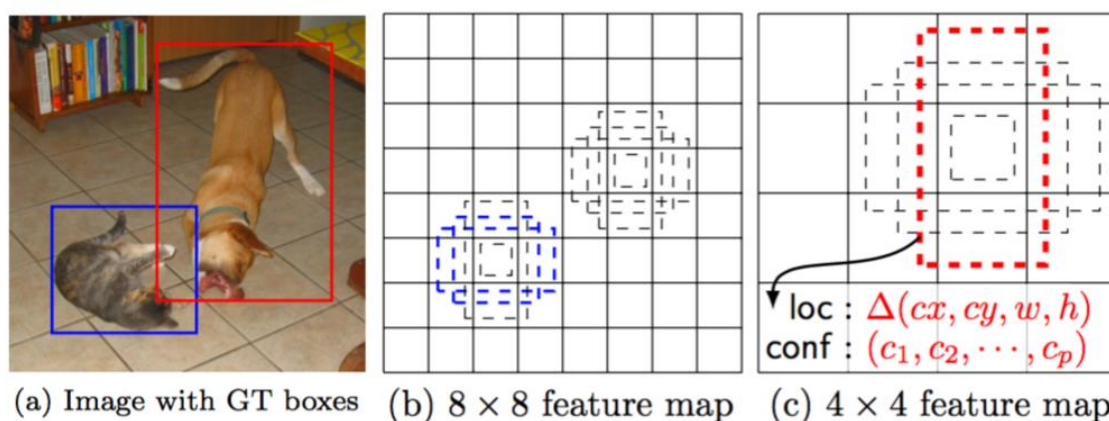 loc : Δ(cx, cy, w, h)
conf : (c₁, c₂, ⋯, cₚ)
(a) Image with GT boxes
(b) 8 × 8 feature map
(c) 4 × 4 feature map